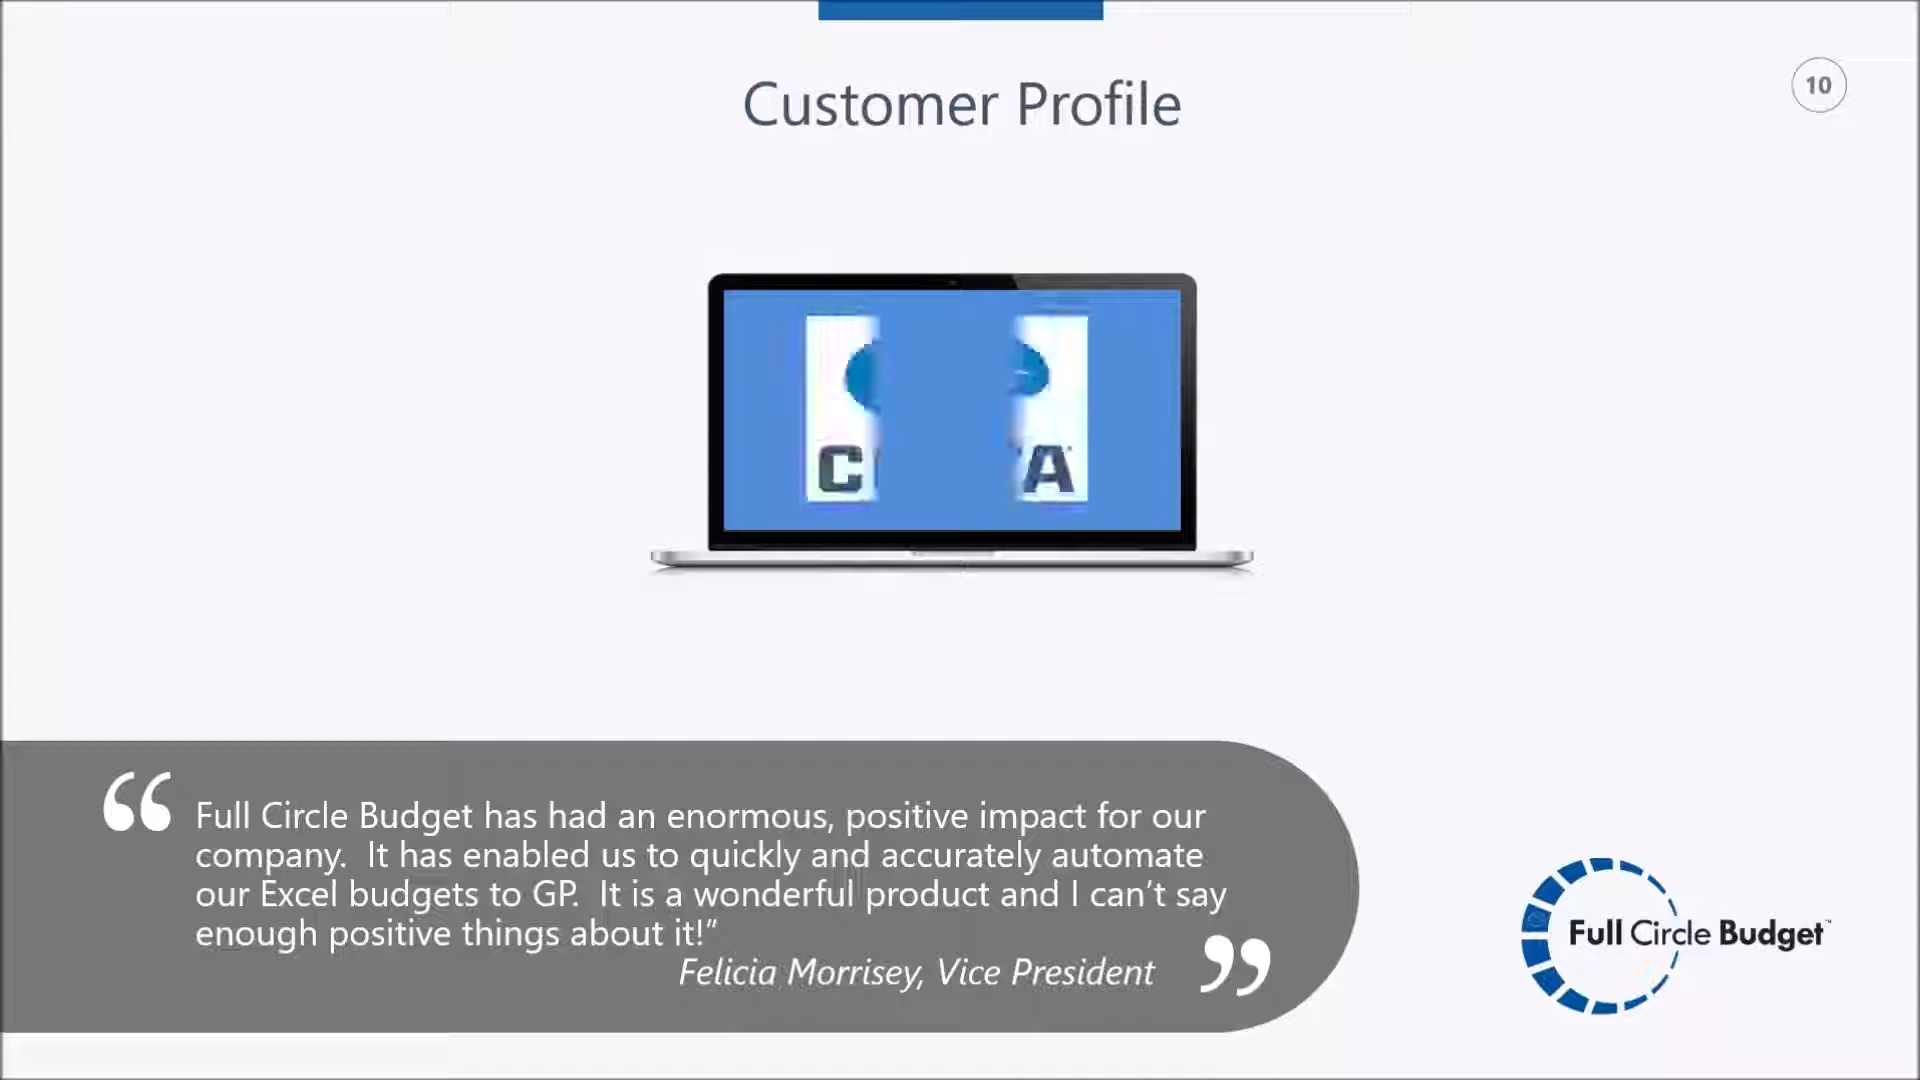 Customer Profile
10
“ Full Circle Budget has had an enormous, positive impact for our
company.  It has enabled us to quickly and accurately automate
our Excel budgets to GP.  It is a wonderful product and I can’t say
enough positive things about it!”
Felicia Morrisey, Vice President ”
Full Circle Budget™